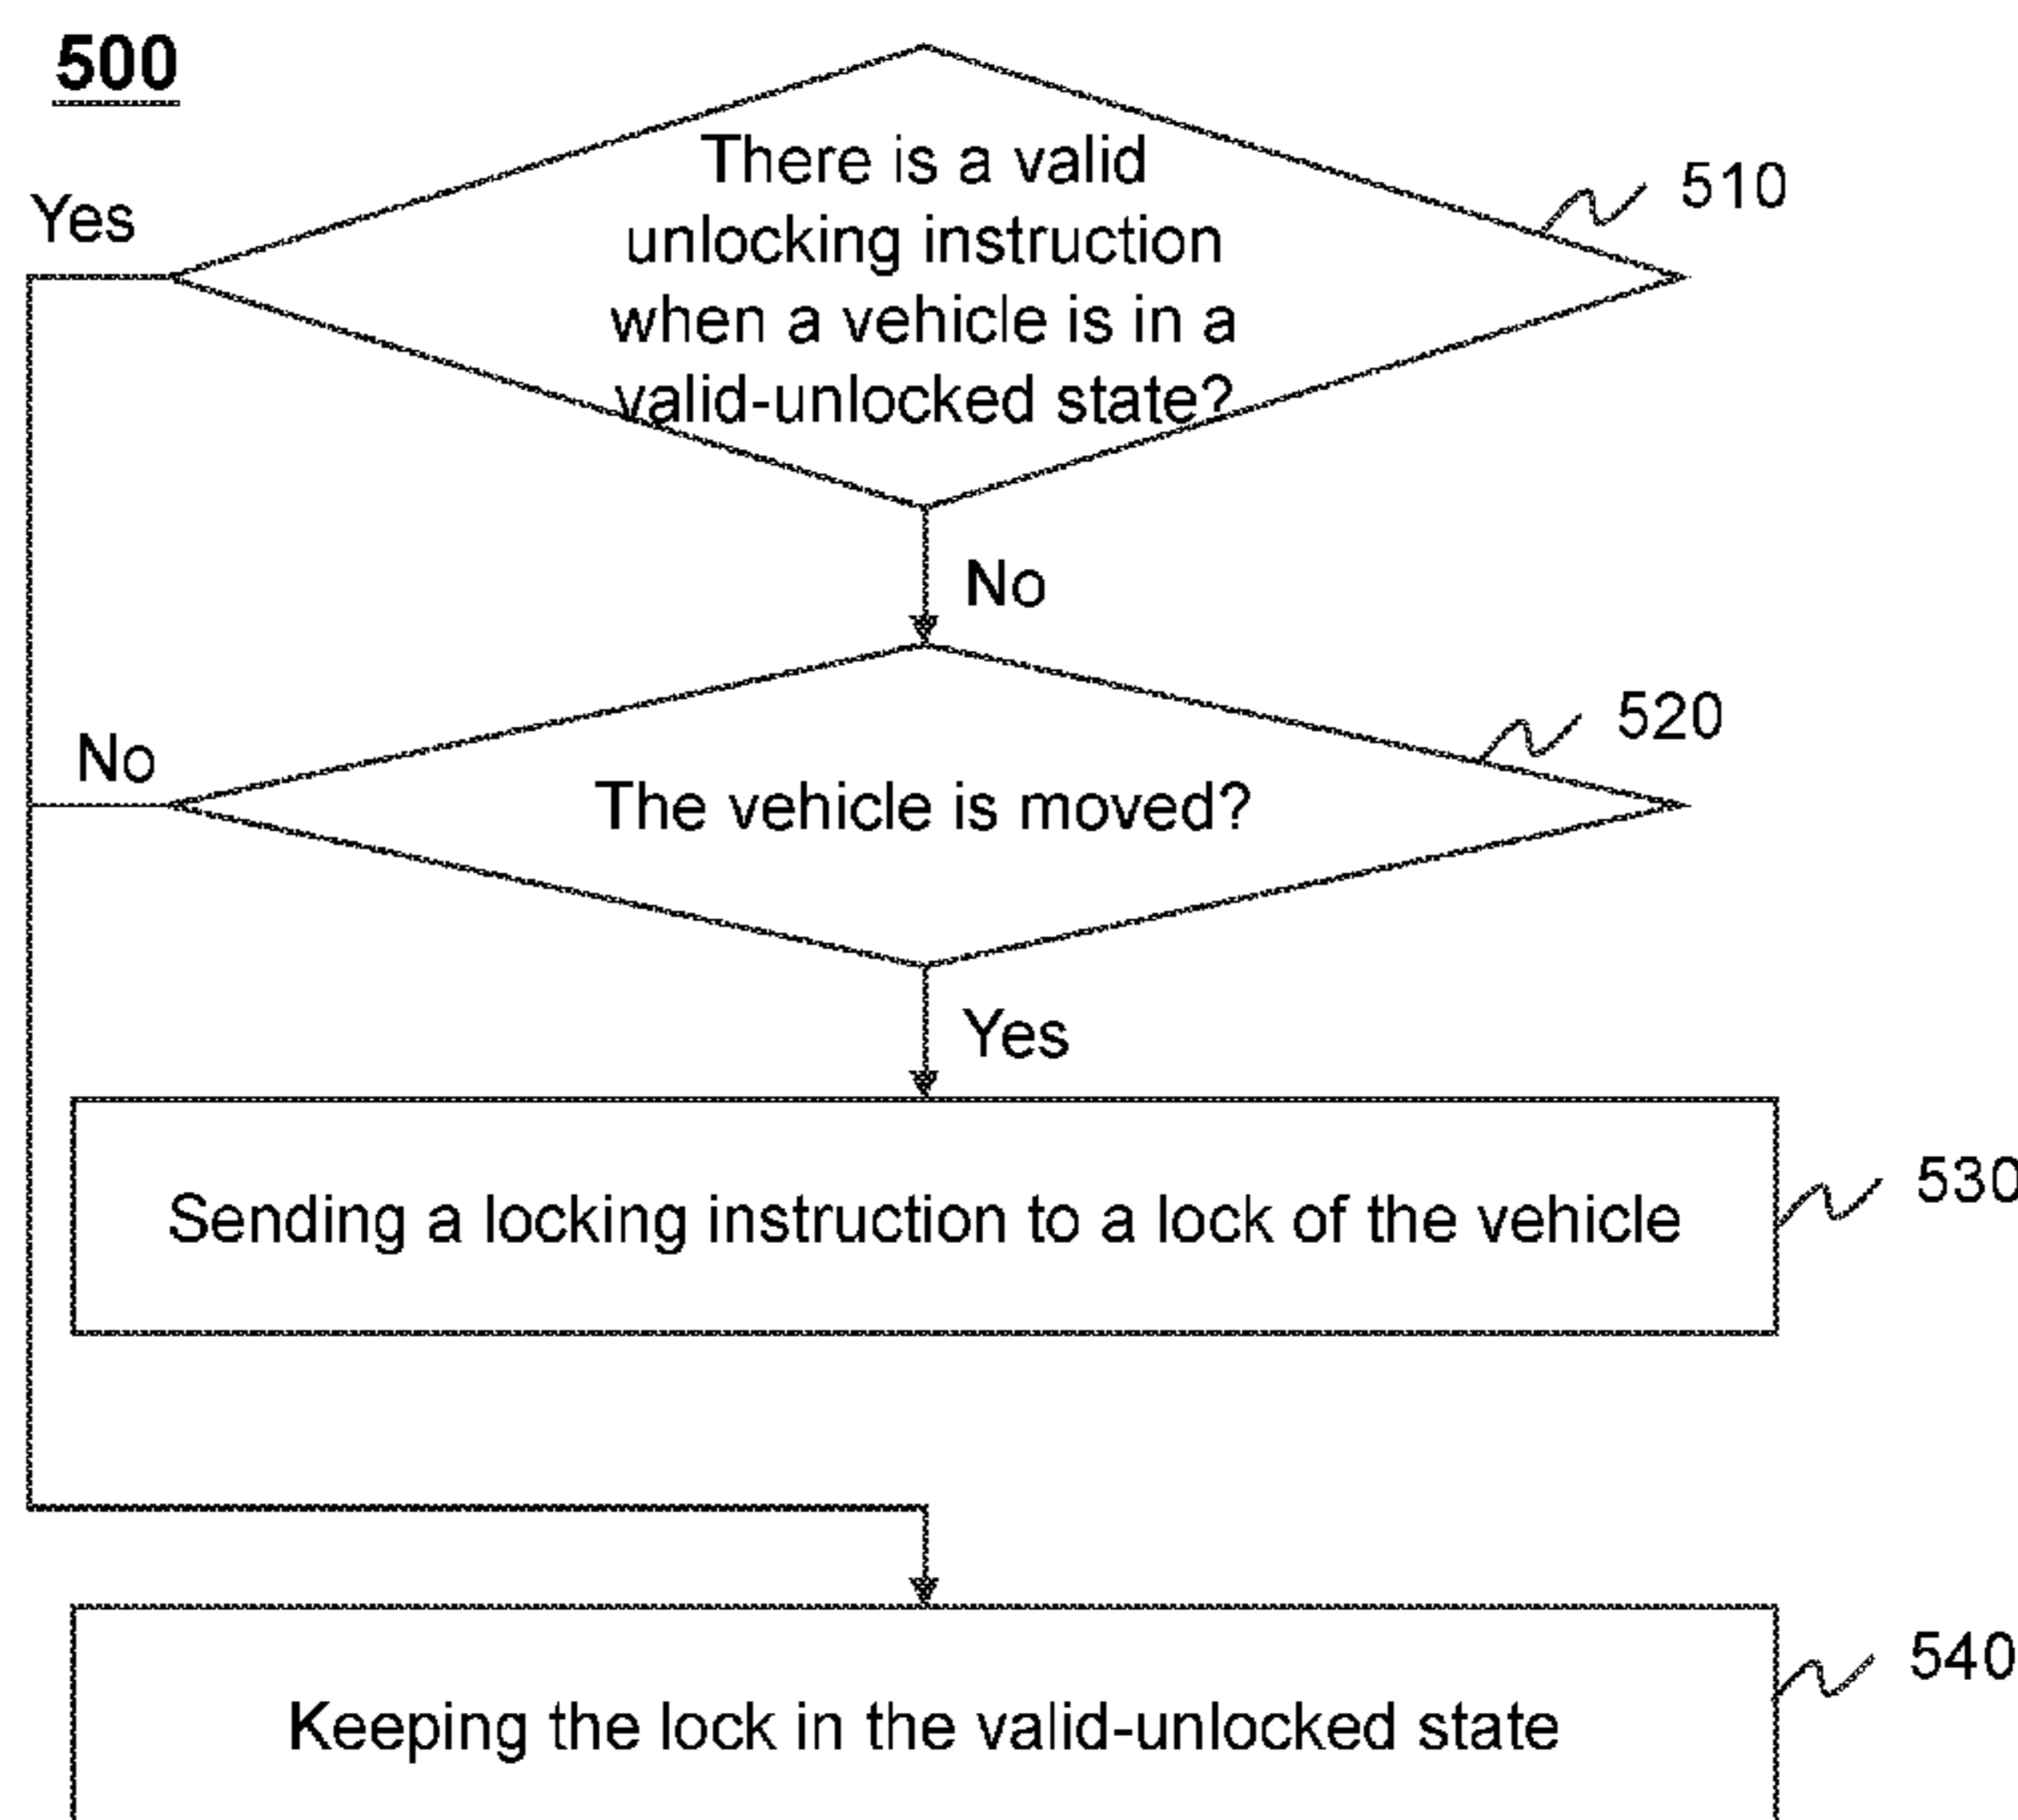 500
There is a valid
unlocking instruction
when a vehicle is in a
valid-unlocked state?
510
Yes
No
The vehicle is moved?
520
No
Yes
Sending a locking instruction to a lock of the vehicle
530
Keeping the lock in the valid-unlocked state
540